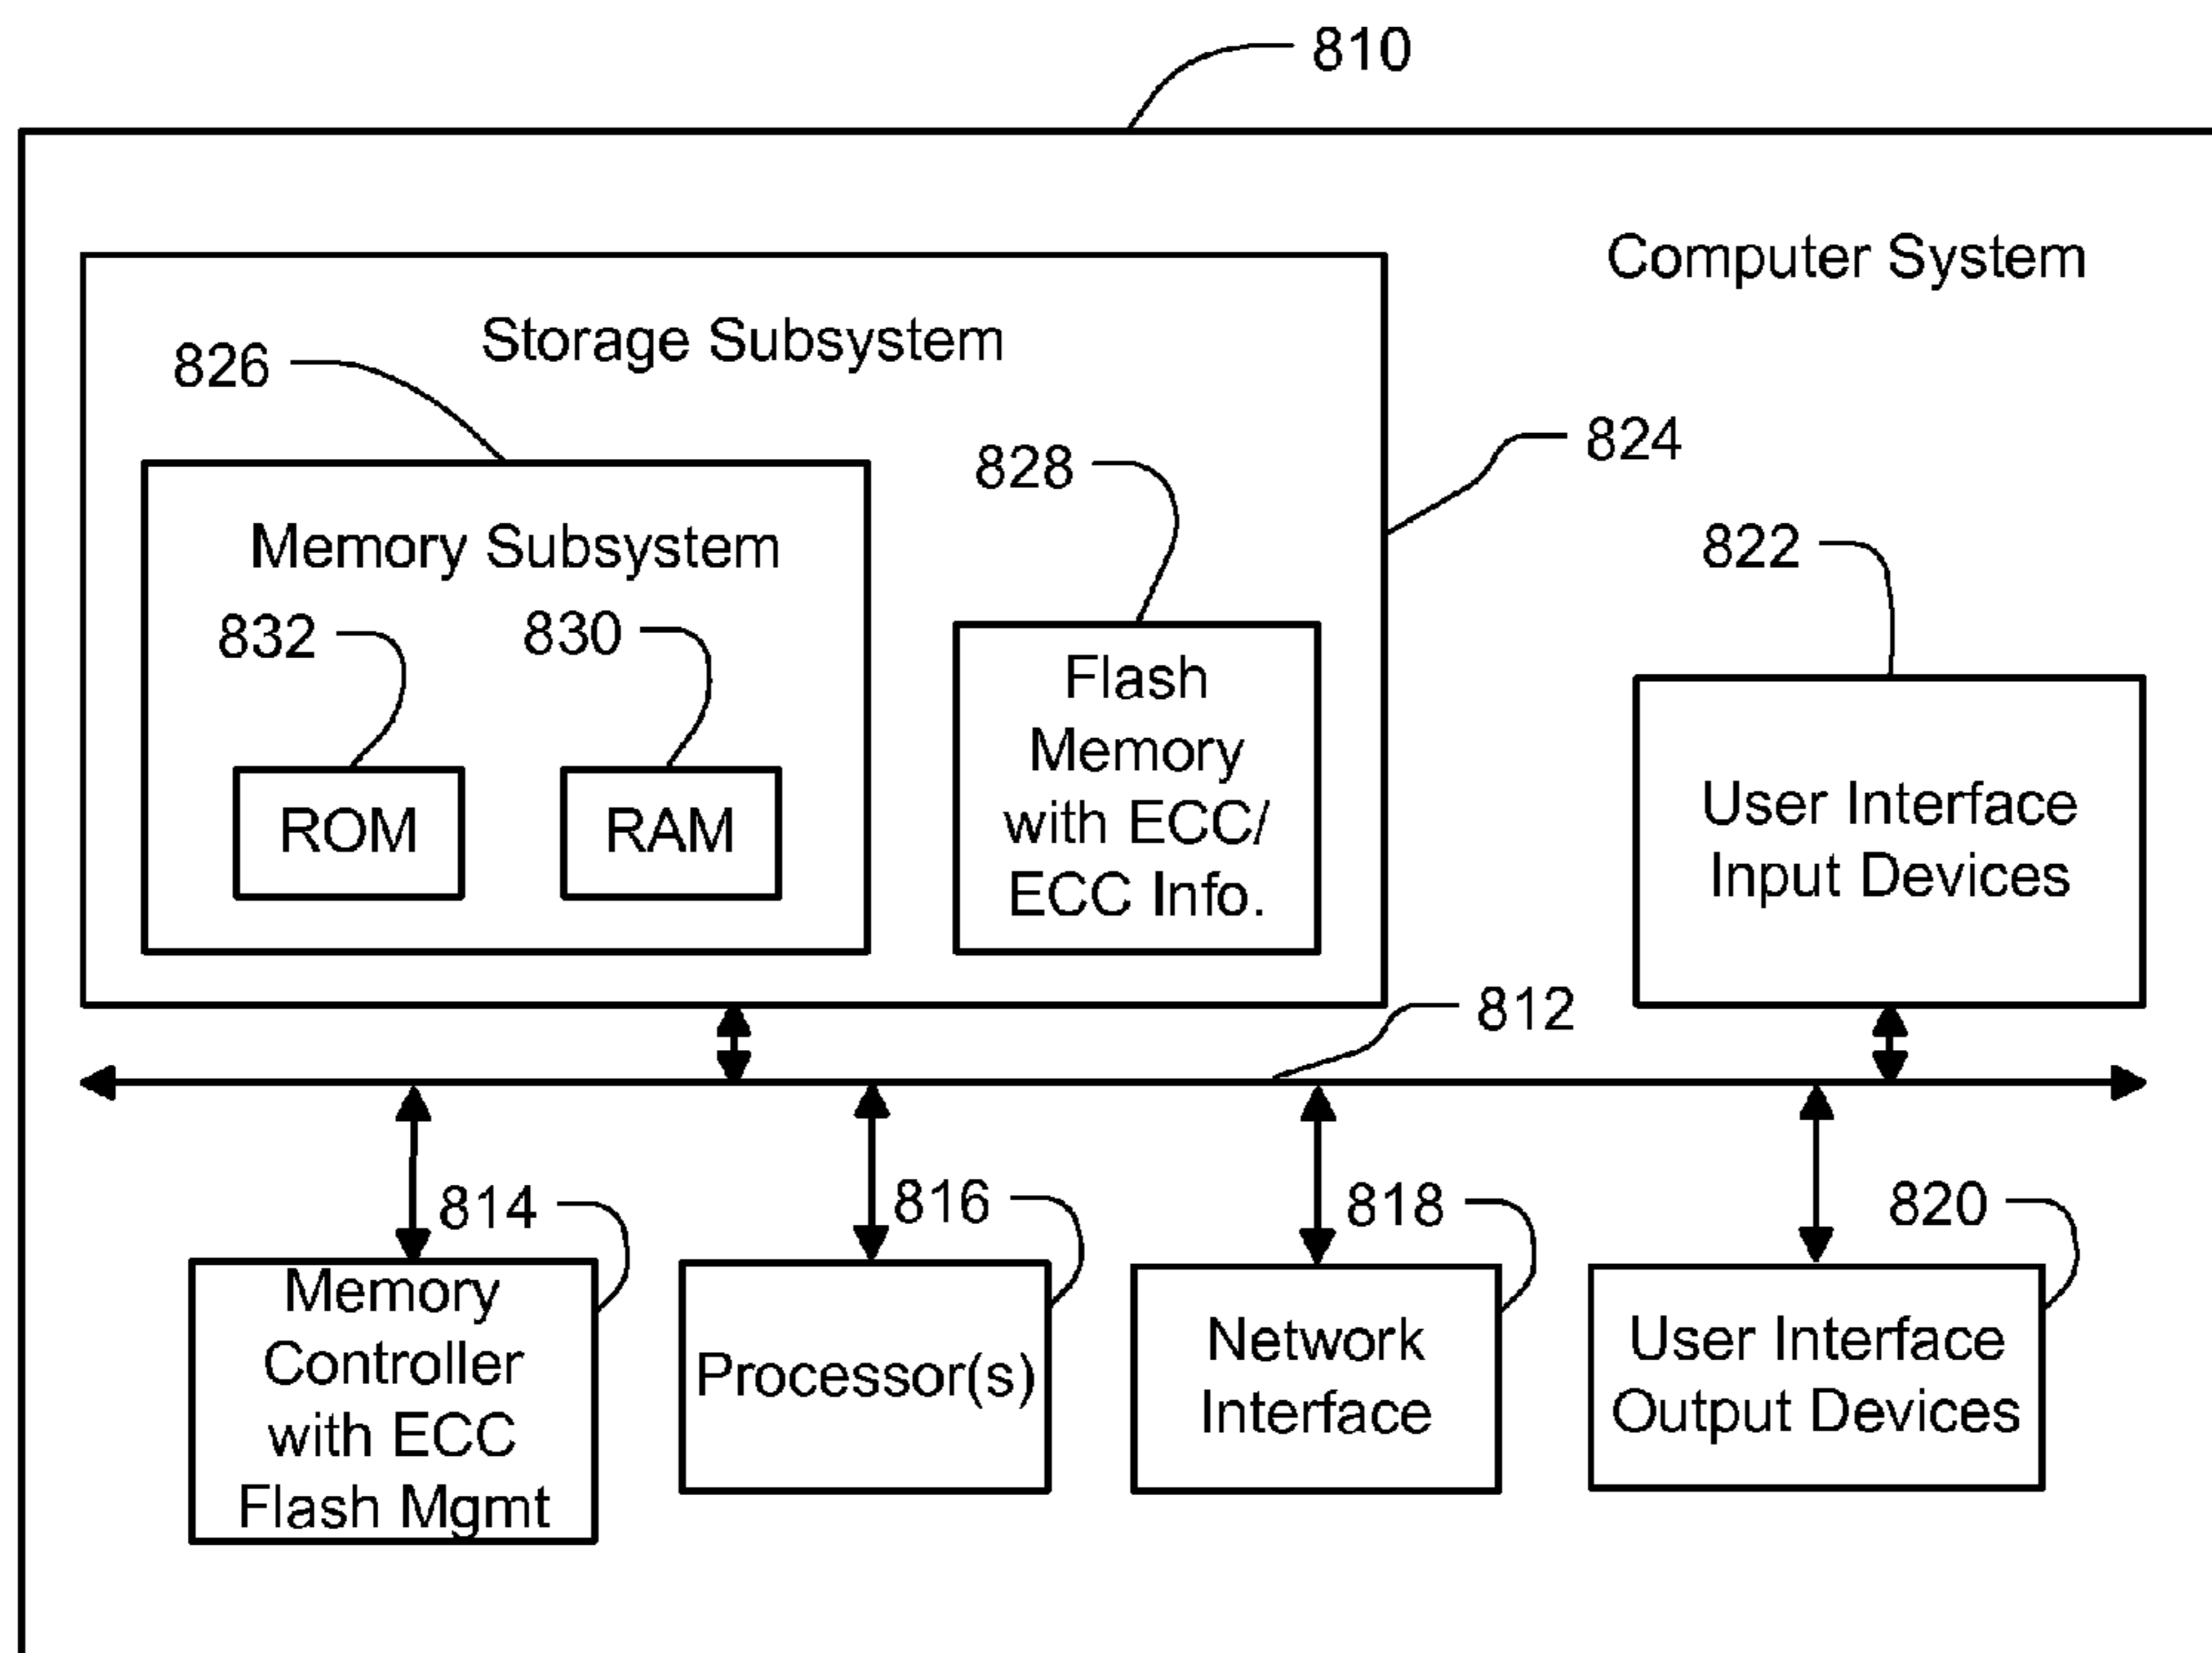 810
Computer System
Storage Subsystem
826
824
828
Memory Subsystem
822
832
830
Flash
Memory
with ECC/
ECC Info.
ROM
RAM
User Interface
Input Devices
812
814
816
818
820
Memory
Controller
with ECC
Flash Mgmt
Processor(s)
Network
Interface
User Interface
Output Devices